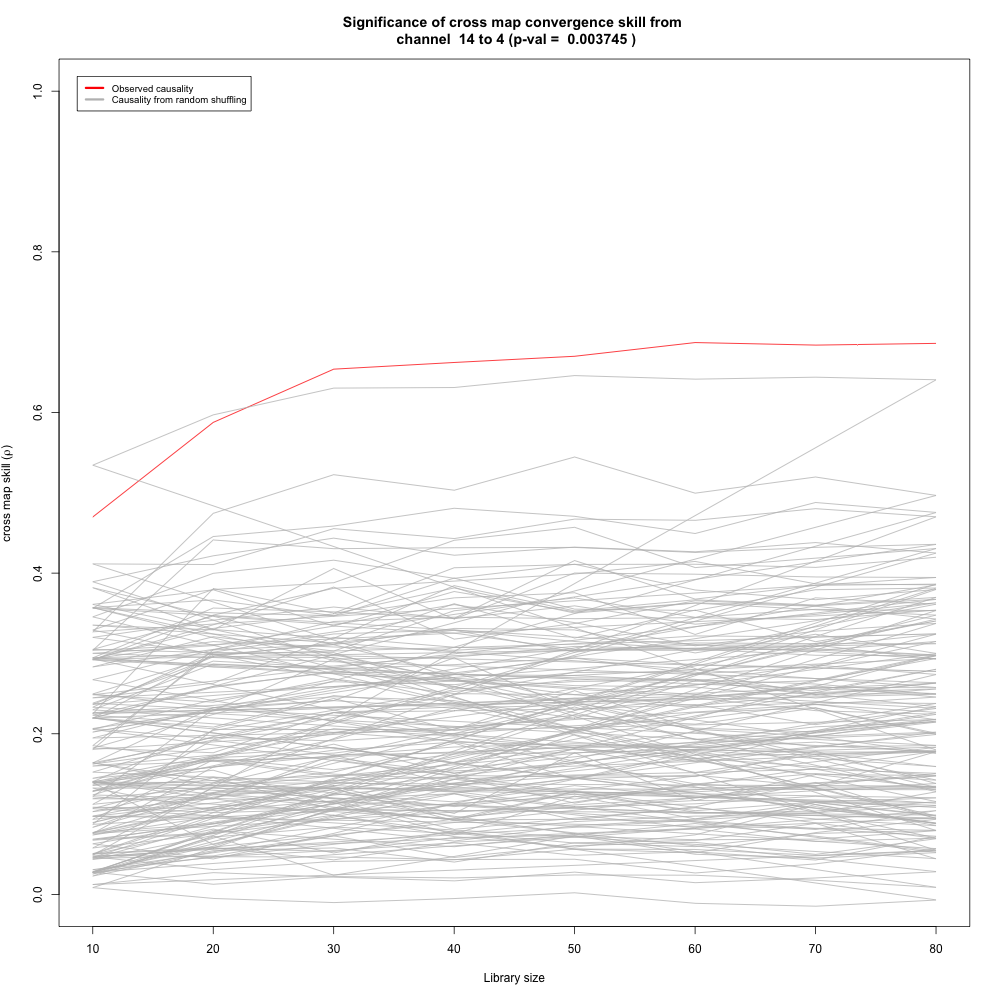 Significance of cross map convergence skill from
channel  14 to 4 (p-val =  0.003745 )
Observed causality
Causality from random shuffling
1.0
0.8
0.6
0.4
0.2
0.0
cross map skill (ρ)
10 20 30 40 50 60 70 80
Library size